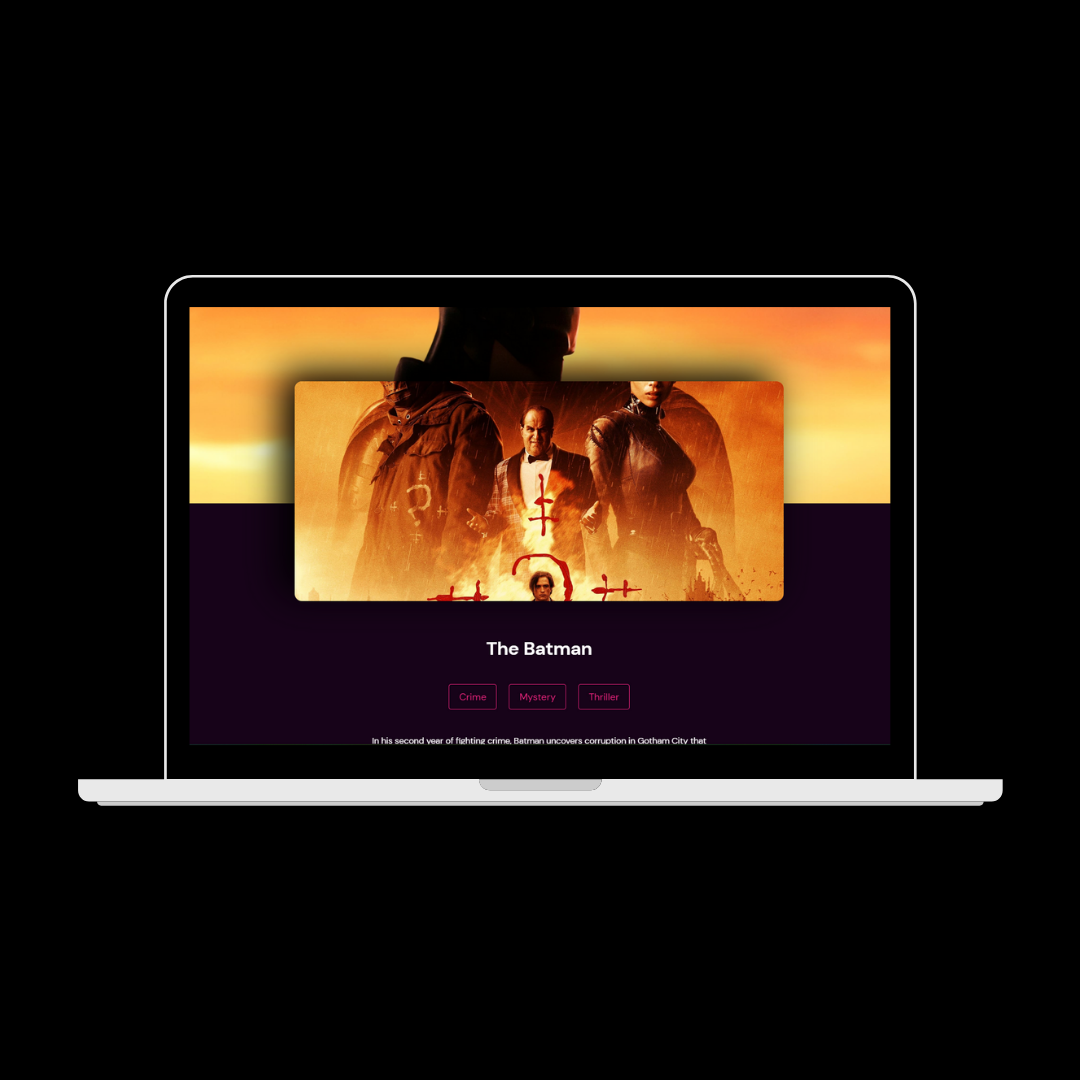 The Batman
Crime
Mystery
Thriller
In his second year of fighting crime, Batman uncovers corruption in Gotham City that